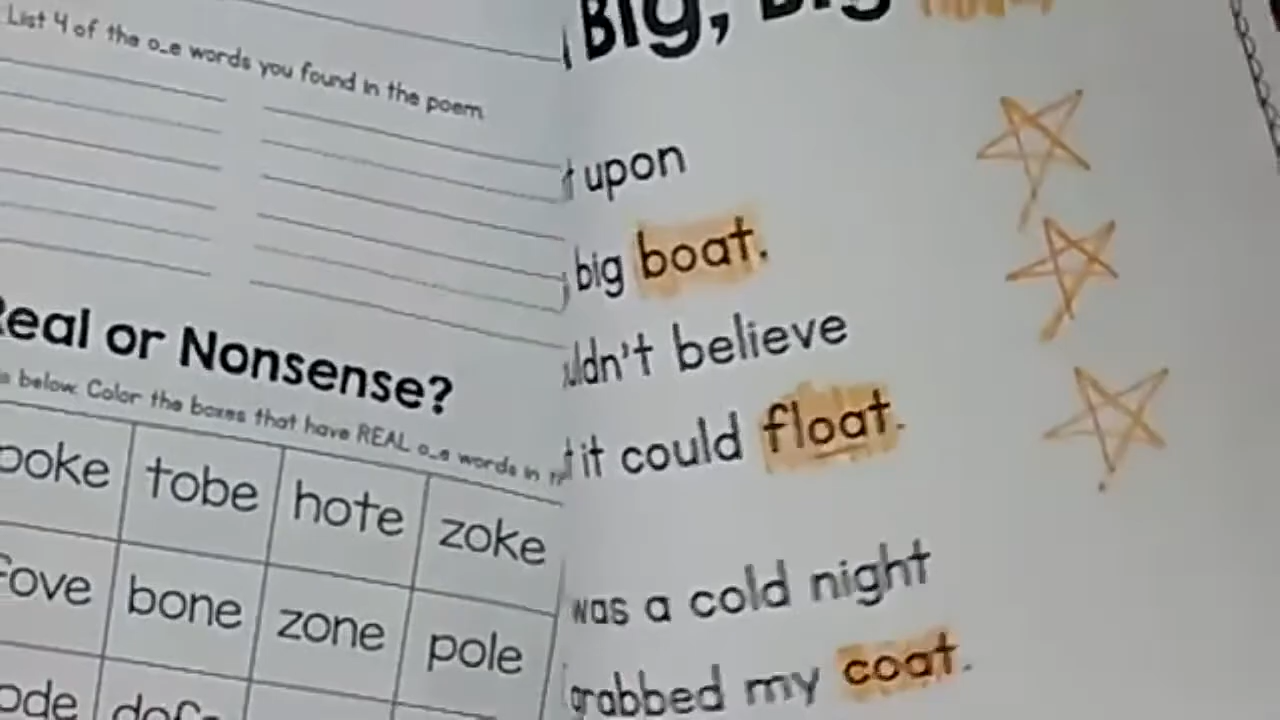 List 4 of the o_e words you found in the poem.
Real or Nonsense?
below. Color the boxes that have REAL o_e words in
poke tobe hote zoke
bone zone pole
Big, Big
upon
big boat.
believe
it could float.
was a cold night
grabbed my coat.